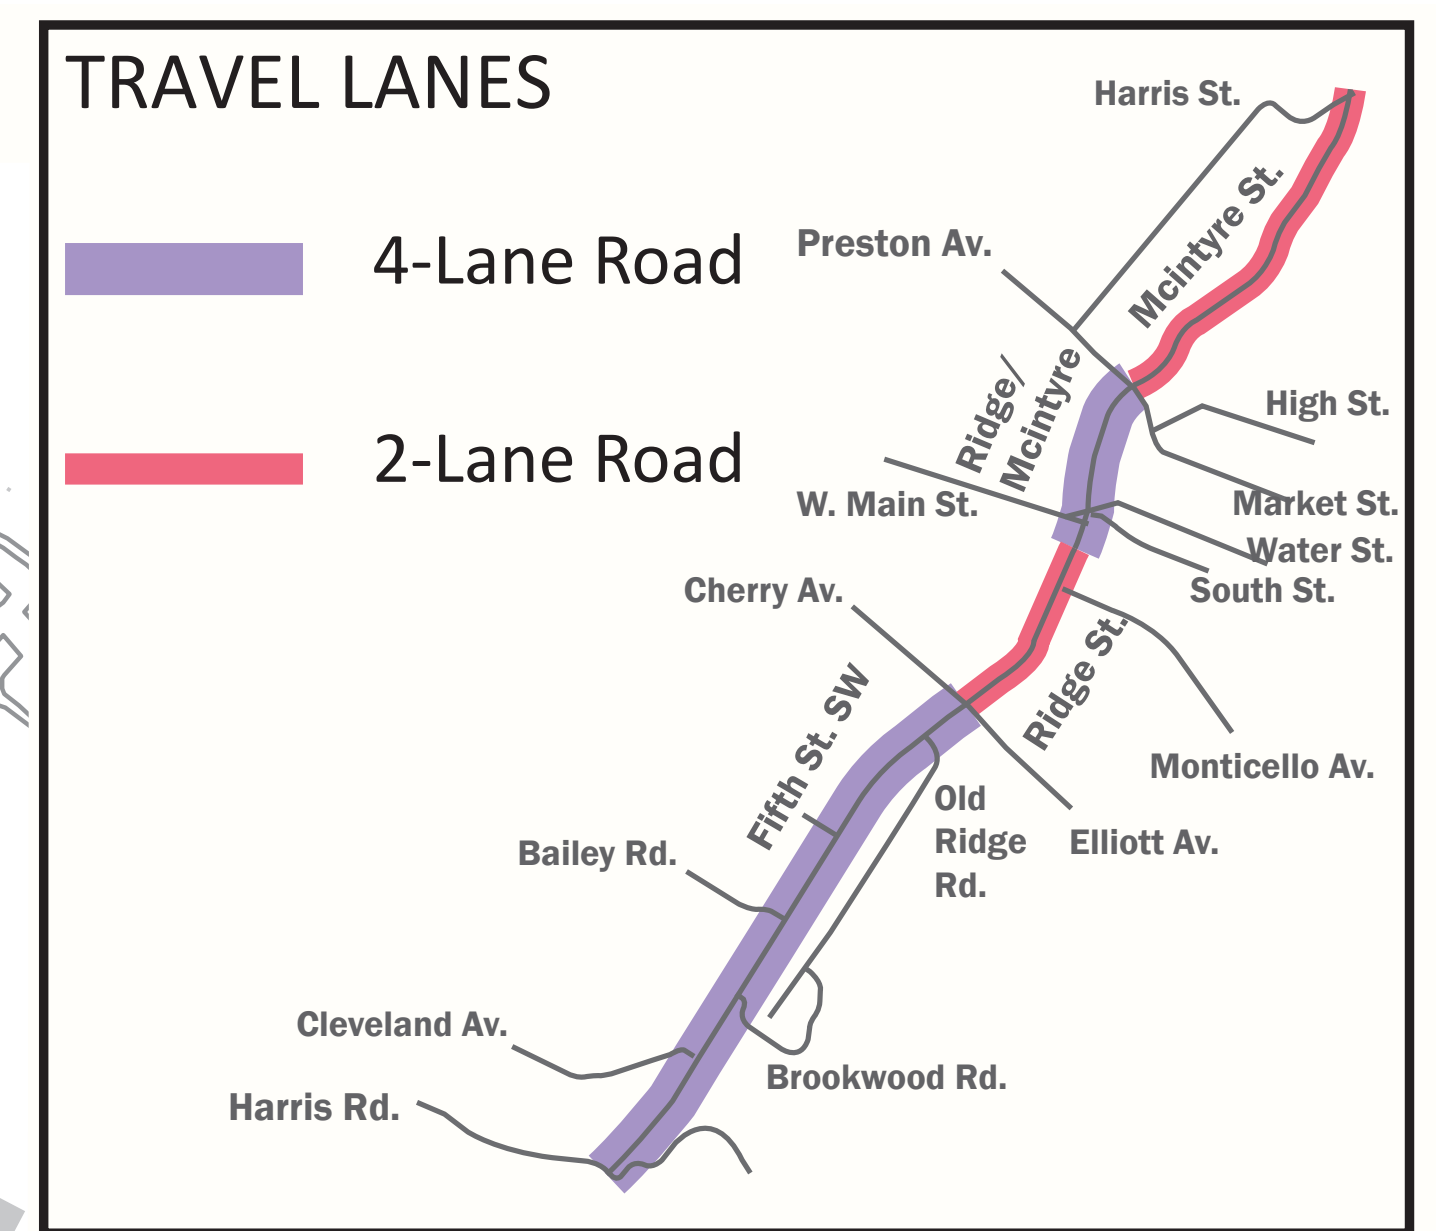 TRAVEL LANES
Harris St.
Mcintyre St.
4-Lane Road
Preston Av.
Ridge/
Mcintyre
High St.
2-Lane Road
W. Main St.
Market St.
Water St.
South St.
Cherry Av.
Ridge St.
Fifth St. SW
Monticello Av.
Old
Ridge
Rd.
Elliott Av.
Bailey Rd.
Cleveland Av.
Brookwood Rd.
Harris Rd.